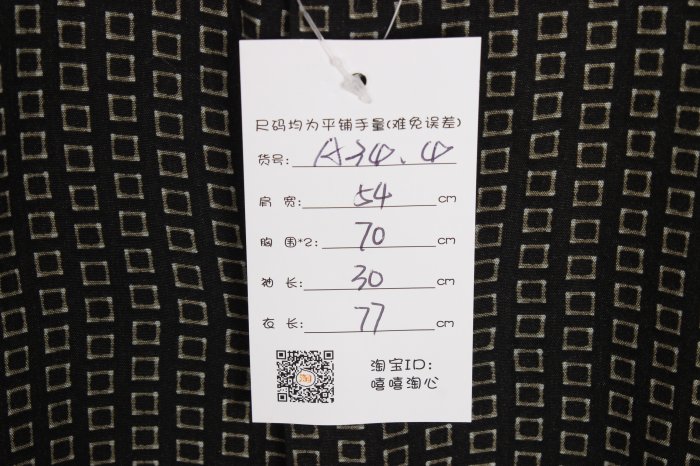 尺码均为平铺手量(难免误差)
货号: A34.4
肩 宽: 54 cm
胸 围*2: 70 cm
袖 长: 30 cm
衣 长: 77 cm
淘
淘宝ID:
嘻嘻淘心